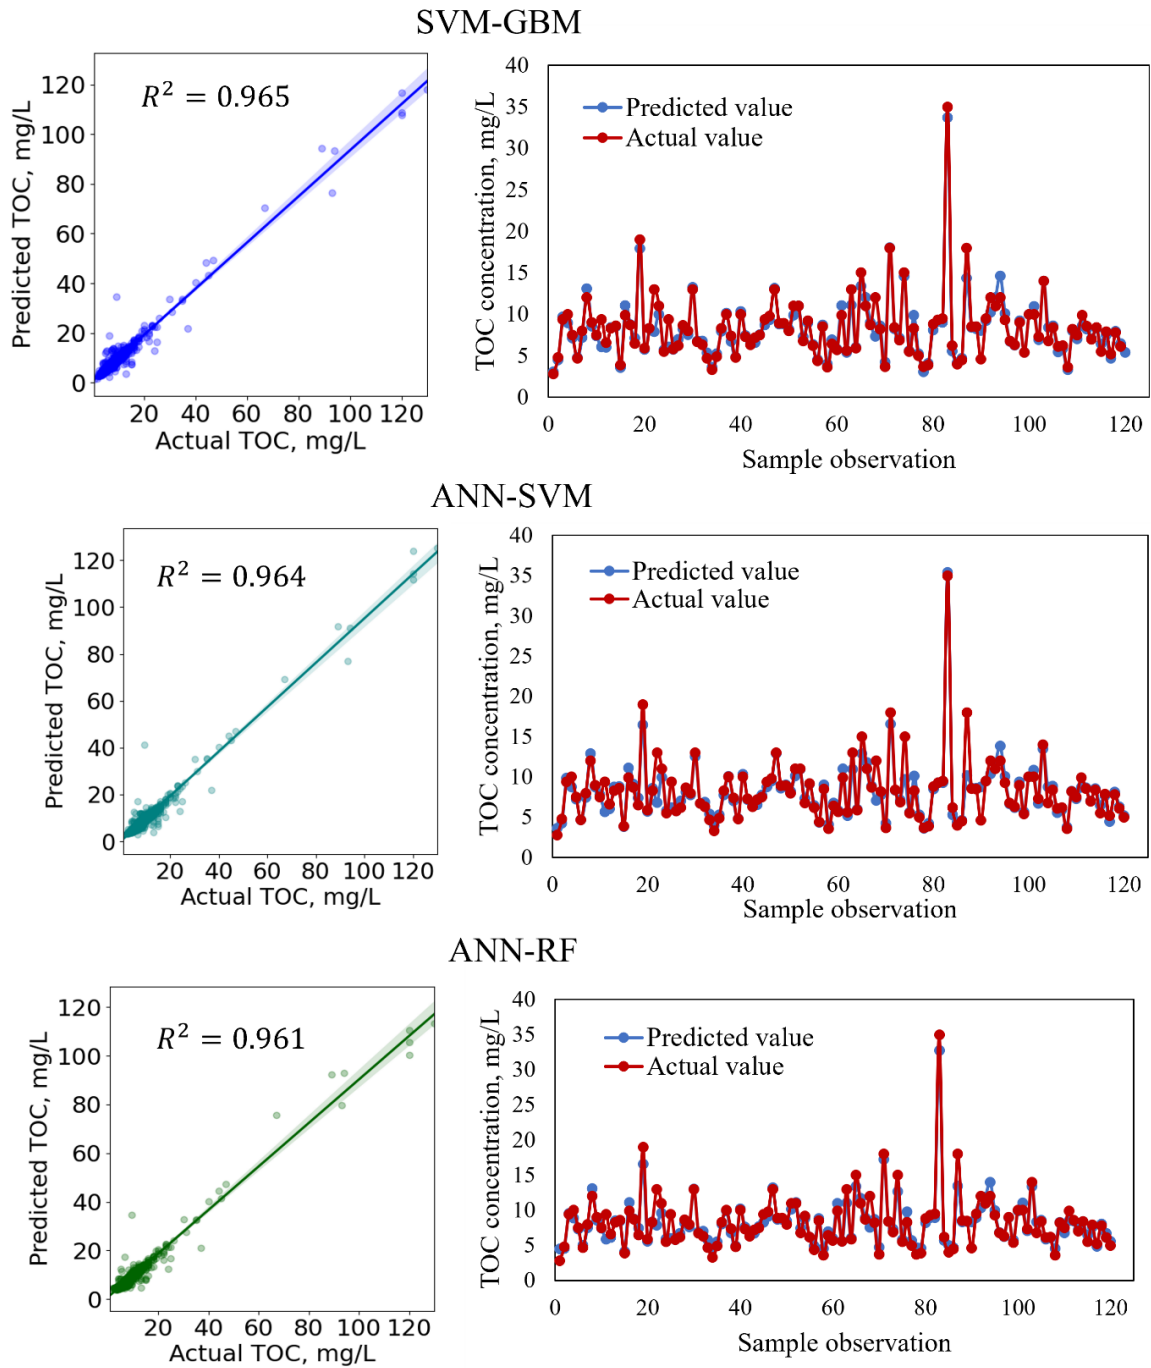 SVM-GBM
R² = 0.965
Predicted TOC, mg/L
120
100
80
60
40
20
0
20 40 60 80 100 120
Actual TOC, mg/L
TOC concentration, mg/L
40
35
30
25
20
15
10
5
0
Predicted value
Actual value
0 20 40 60 80 100 120
Sample observation
ANN-SVM
R² = 0.964
Predicted TOC, mg/L
120
100
80
60
40
20
0
20 40 60 80 100 120
Actual TOC, mg/L
TOC concentration, mg/L
40
35
30
25
20
15
10
5
0
Predicted value
Actual value
0 20 40 60 80 100 120
Sample observation
ANN-RF
R² = 0.961
Predicted TOC, mg/L
120
100
80
60
40
20
0
20 40 60 80 100 120
Actual TOC, mg/L
TOC concentration, mg/L
40
35
30
25
20
15
10
5
0
Predicted value
Actual value
0 20 40 60 80 100 120
Sample observation